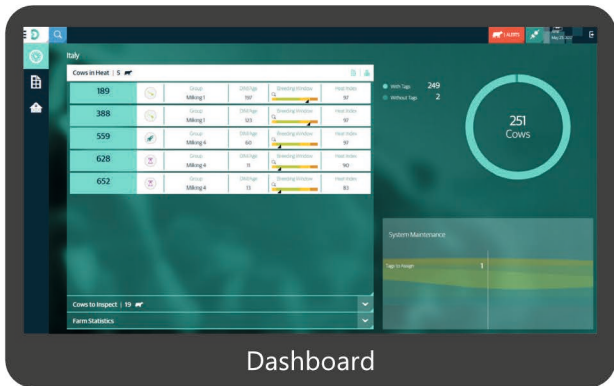 ALERTS
May 23, 2022
Italy
Cows in Heat | 5
189 Group Milking 1 DIM/Age 197 Breeding Window Heat Index 97
388 Group Milking 1 DIM/Age 123 Breeding Window Heat Index 97
559 Group Milking 4 DIM/Age 60 Breeding Window Heat Index 97
628 Group Milking 4 DIM/Age 11 Breeding Window Heat Index 90
652 Group Milking 4 DIM/Age 13 Breeding Window Heat Index 83
Cows to Inspect | 19
Farm Statistics
With Tags 249
Without Tags 2
251
Cows
System Maintenance
Tags to Assign 1
Dashboard